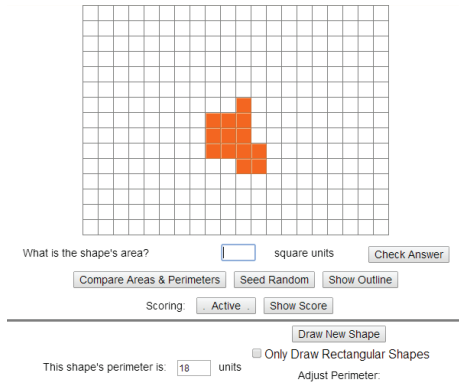 What is the shape's area? square units Check Answer
Compare Areas & Perimeters Seed Random Show Outline
Scoring: . Active . Show Score
Draw New Shape
Only Draw Rectangular Shapes
This shape's perimeter is: 18 units
Adjust Perimeter: